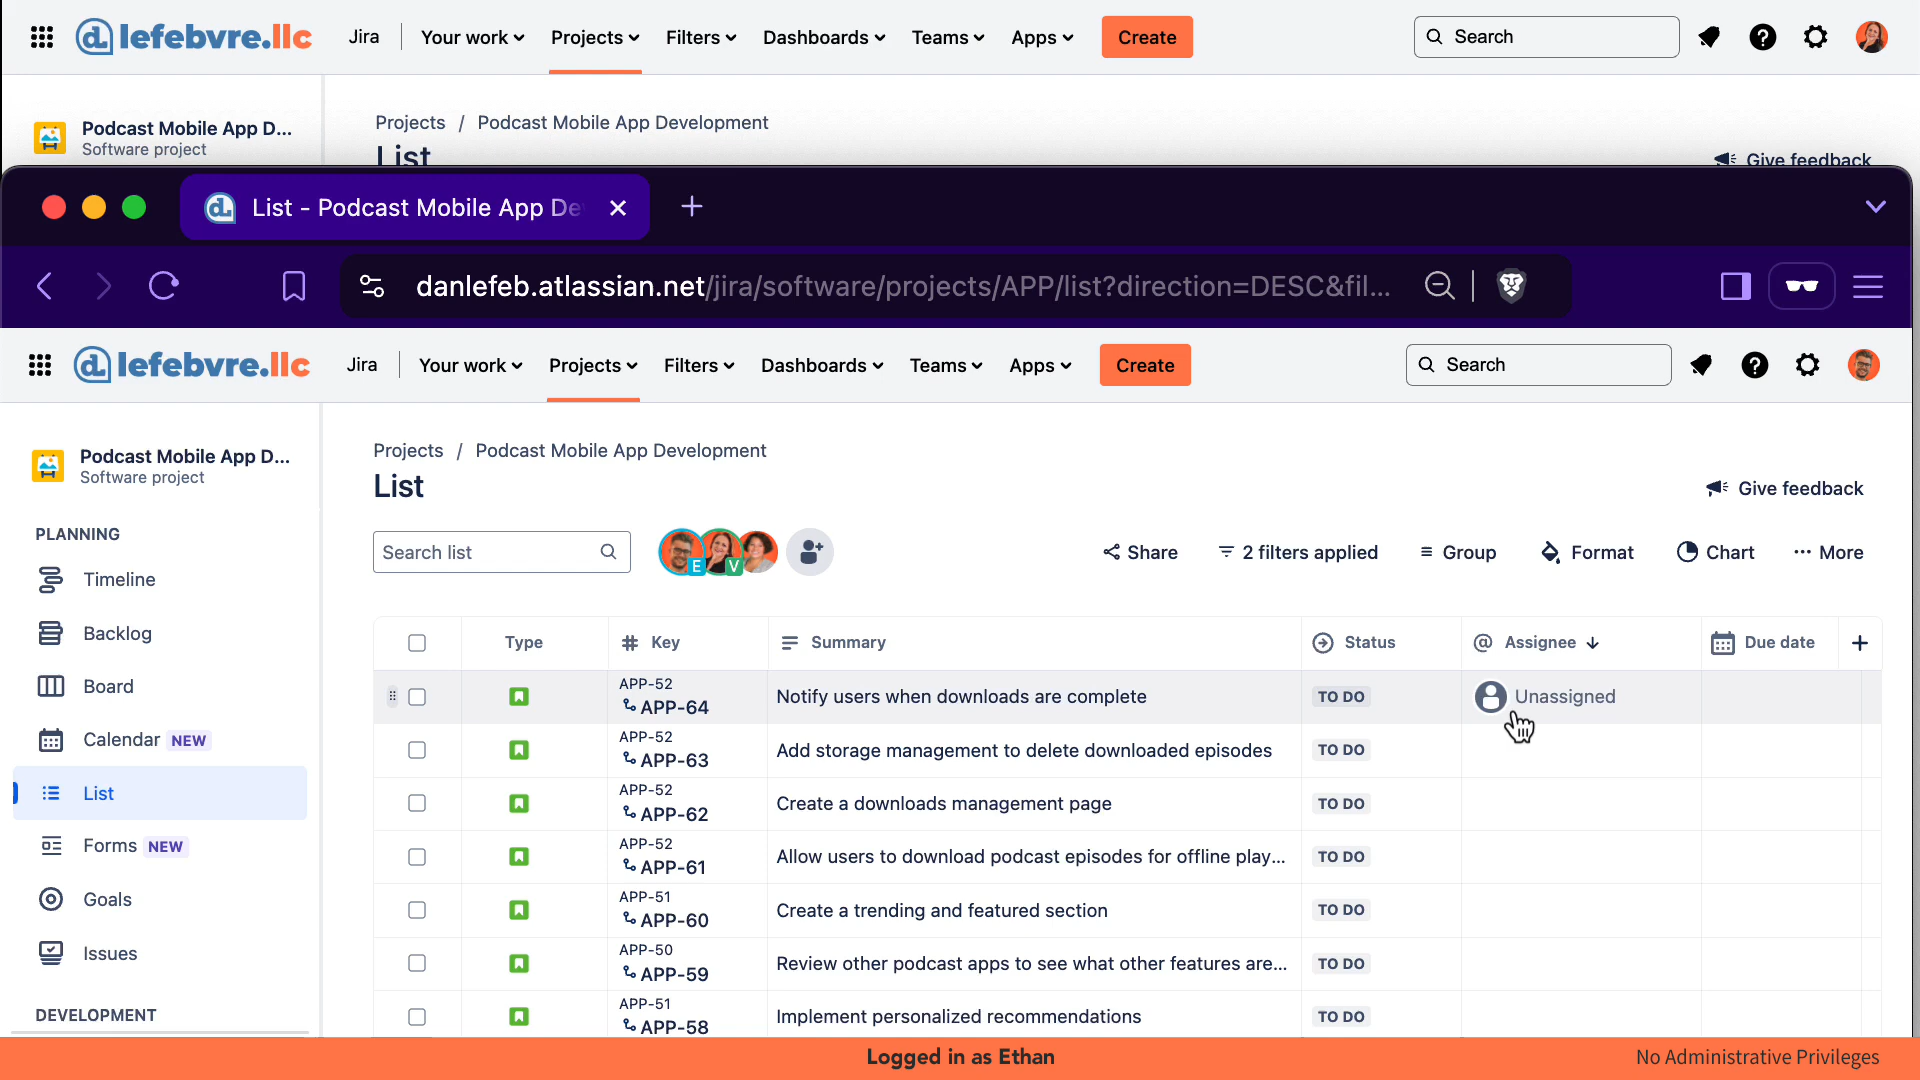 lefebvre.llc Jira Your work Projects Filters Dashboards Teams Apps Create Search
Podcast Mobile App D...
Software project
Projects / Podcast Mobile App Development
List
Give feedback
List - Podcast Mobile App De
danlefeb.atlassian.net/jira/software/projects/APP/list?direction=DESC&fil...
lefebvre.llc Jira Your work Projects Filters Dashboards Teams Apps Create Search
Podcast Mobile App D...
Software project
PLANNING
Timeline
Backlog
Board
Calendar NEW
List
Forms NEW
Goals
Issues
DEVELOPMENT
Projects / Podcast Mobile App Development
List
Give feedback
Search list E V Share 2 filters applied Group Format Chart More
Type Key Summary Status Assignee Due date
APP-52
APP-64 Notify users when downloads are complete TO DO Unassigned
APP-52
APP-63 Add storage management to delete downloaded episodes TO DO
APP-52
APP-62 Create a downloads management page TO DO
APP-52
APP-61 Allow users to download podcast episodes for offline play... TO DO
APP-51
APP-60 Create a trending and featured section TO DO
APP-50
APP-59 Review other podcast apps to see what other features are... TO DO
APP-51
APP-58 Implement personalized recommendations TO DO
Logged in as Ethan
No Administrative Privileges